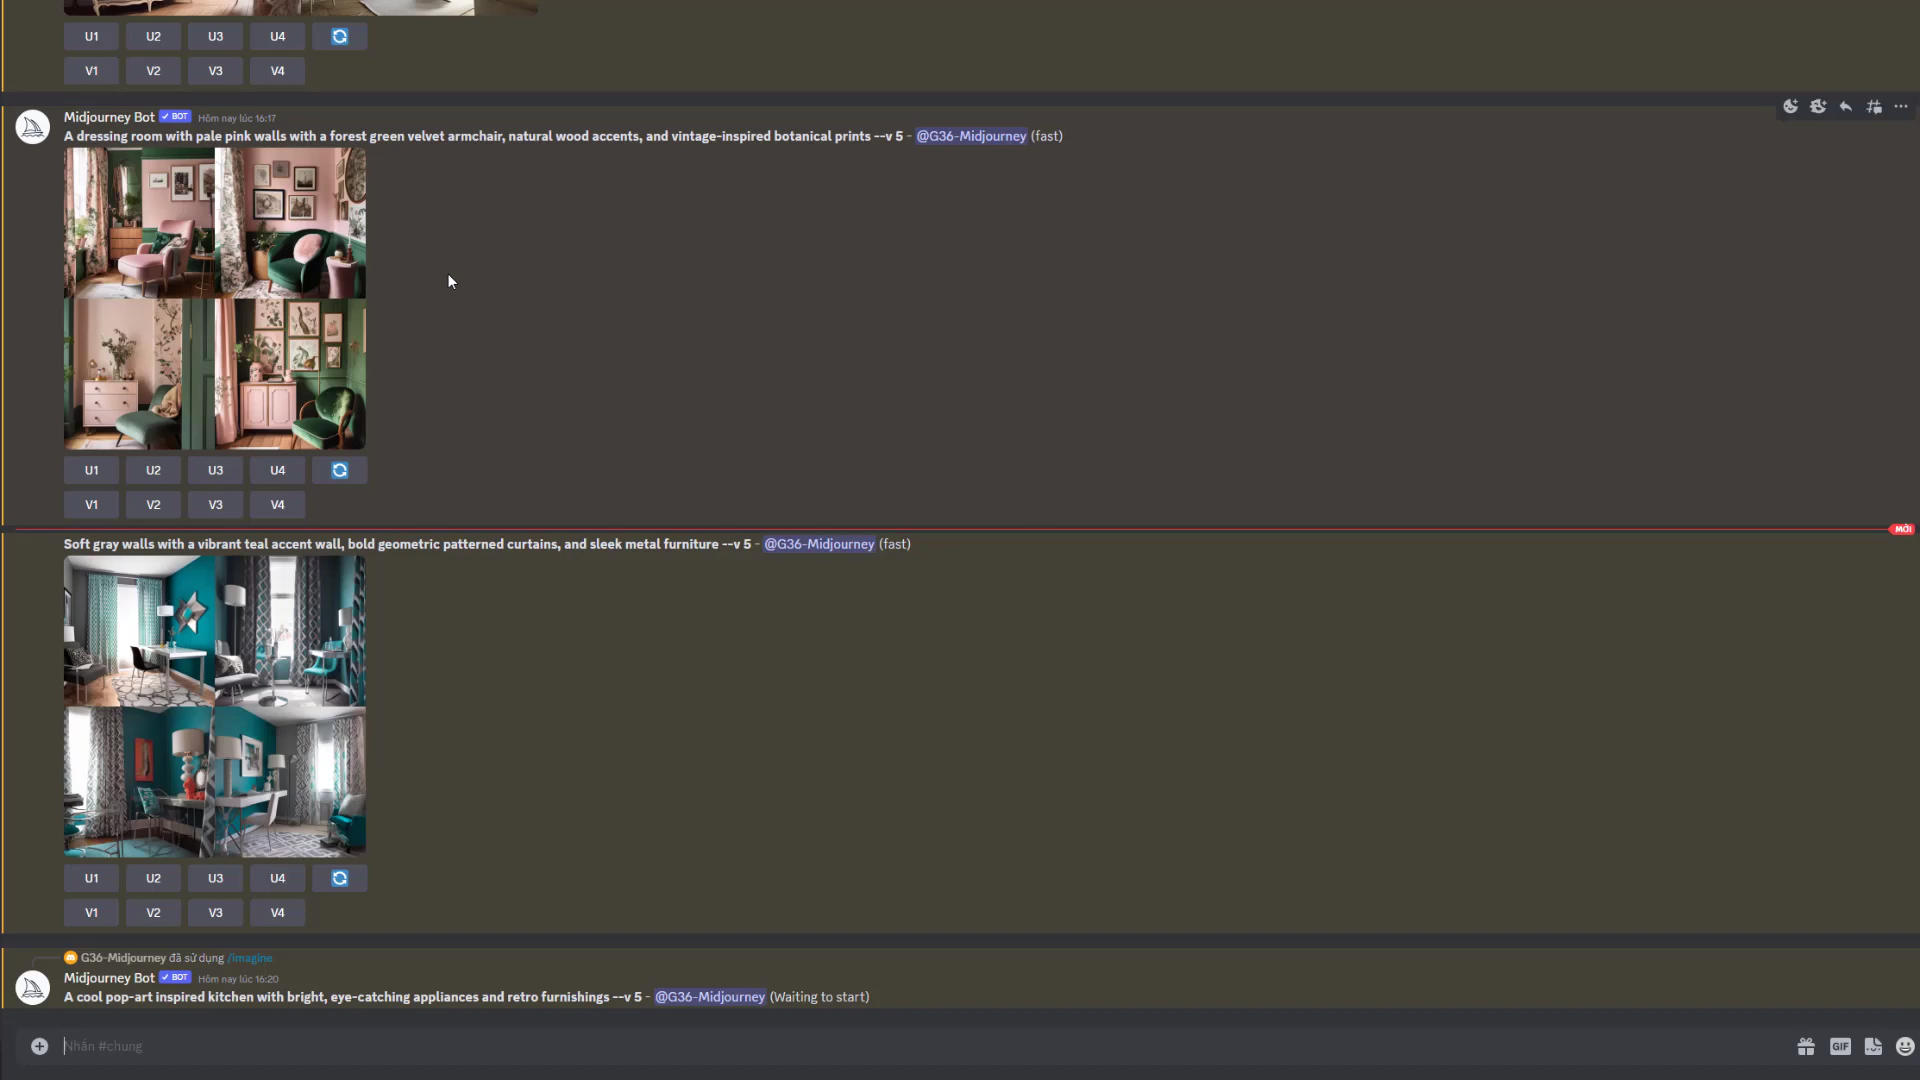 U1 U2 U3 U4
V1 V2 V3 V4
Midjourney Bot ✓ BOT Hôm nay lúc 16:17
A dressing room with pale pink walls with a forest green velvet armchair, natural wood accents, and vintage-inspired botanical prints --v 5 - @G36-Midjourney (fast)
U1 U2 U3 U4
V1 V2 V3 V4
MỚI
Soft gray walls with a vibrant teal accent wall, bold geometric patterned curtains, and sleek metal furniture --v 5 - @G36-Midjourney (fast)
U1 U2 U3 U4
V1 V2 V3 V4
G36-Midjourney đã sử dụng /imagine
Midjourney Bot ✓ BOT Hôm nay lúc 16:20
A cool pop-art inspired kitchen with bright, eye-catching appliances and retro furnishings --v 5 - @G36-Midjourney (Waiting to start)
Nhắn #chung
GIF